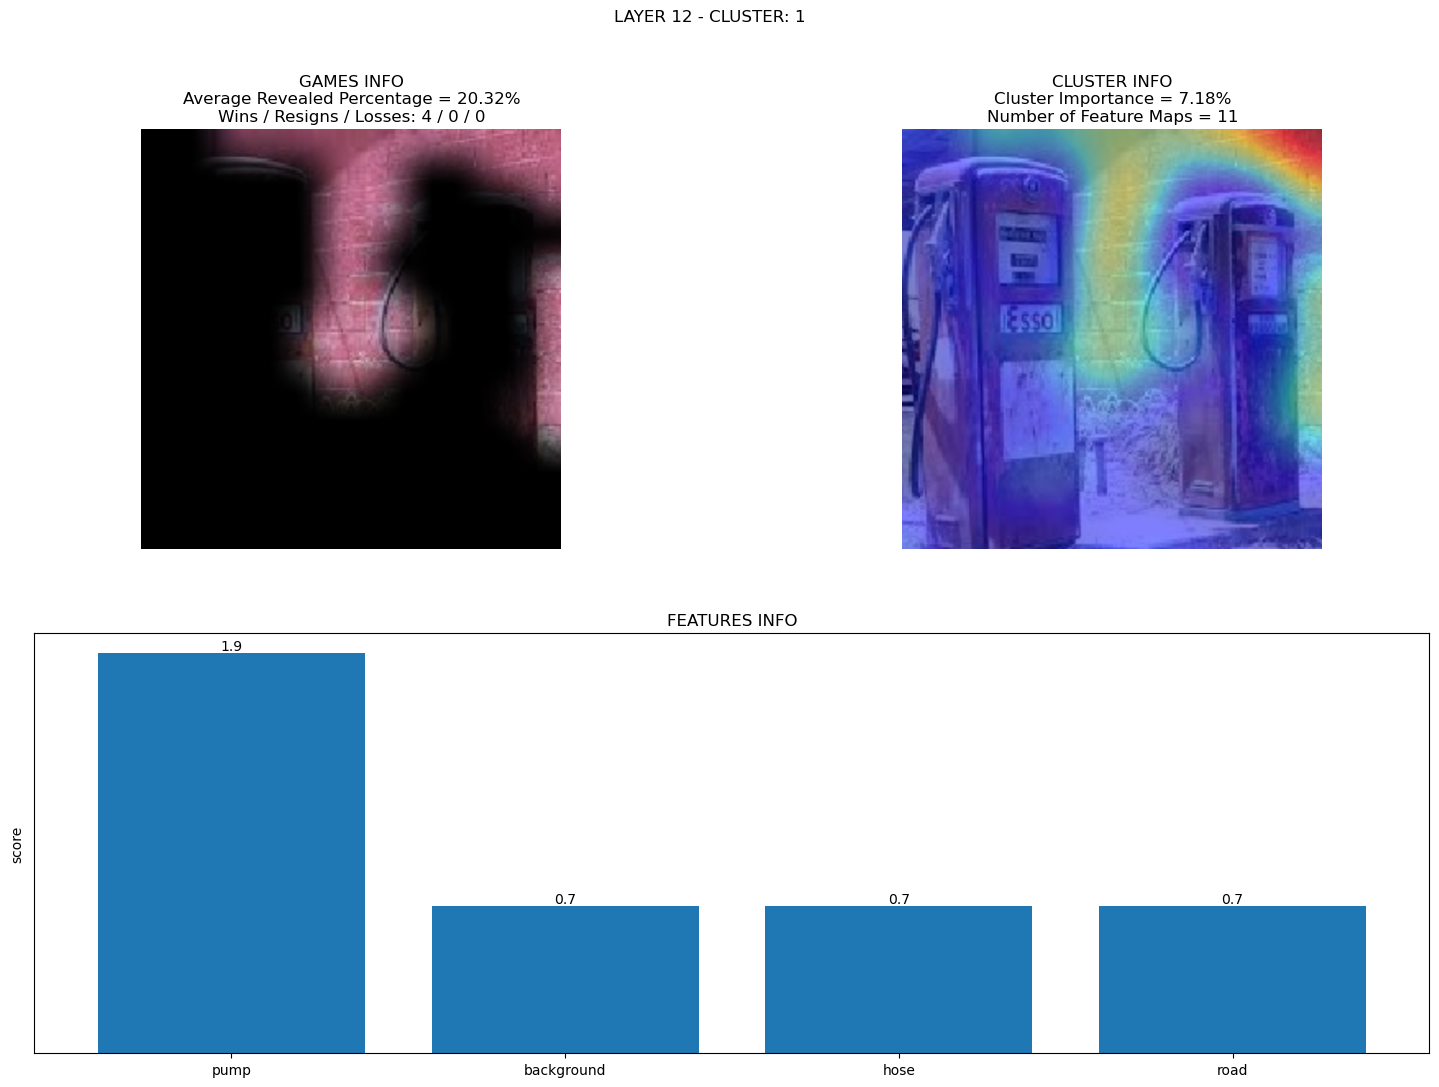 LAYER 12 - CLUSTER: 1
GAMES INFO
Average Revealed Percentage = 20.32%
Wins / Resigns / Losses: 4 / 0 / 0
CLUSTER INFO
Cluster Importance = 7.18%
Number of Feature Maps = 11
ESSO
FEATURES INFO
score
1.9
0.7
0.7
0.7
pump
background
hose
road